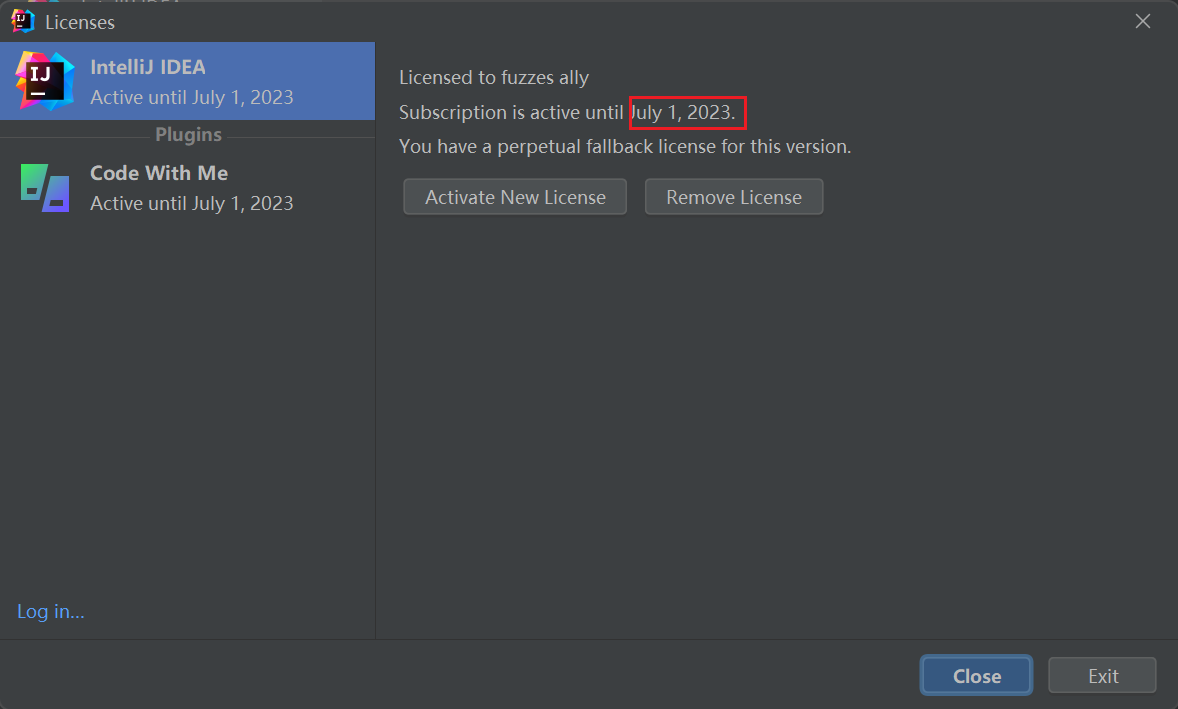 Licenses
IJ
IntelliJ IDEA
Active until July 1, 2023
Plugins
Code With Me
Active until July 1, 2023
Log in...
Licensed to fuzzes ally
Subscription is active until July 1, 2023.
You have a perpetual fallback license for this version.
Activate New License
Remove License
Close
Exit